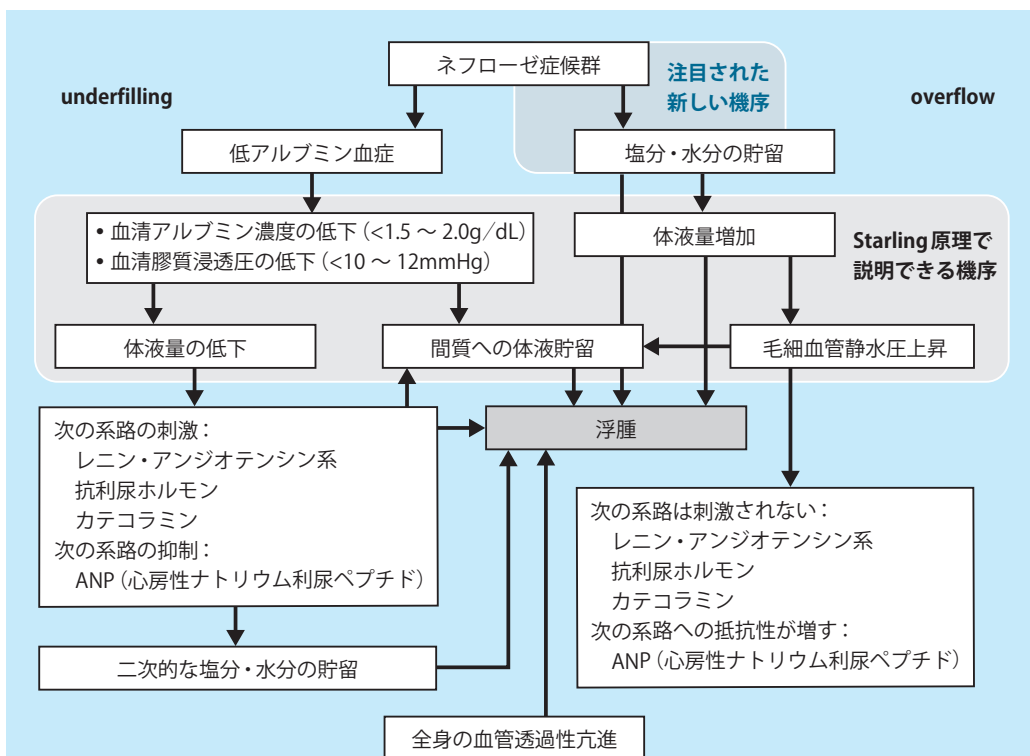 ネフローゼ症候群
注目された
新しい機序
underfilling
overflow
低アルブミン血症
塩分・水分の貯留
• 血清アルブミン濃度の低下（<1.5 ～ 2.0g/dL）
• 血清膠質浸透圧の低下（<10 ～ 12mmHg）
体液量増加
Starling 原理で
説明できる機序
体液量の低下
間質への体液貯留
毛細血管静水圧上昇
次の系路の刺激：
レニン・アンジオテンシン系
抗利尿ホルモン
カテコラミン
次の系路の抑制：
ANP（心房性ナトリウム利尿ペプチド）
浮腫
次の系路は刺激されない：
レニン・アンジオテンシン系
抗利尿ホルモン
カテコラミン
次の系路への抵抗性が増す：
ANP（心房性ナトリウム利尿ペプチド）
二次的な塩分・水分の貯留
全身の血管透過性亢進